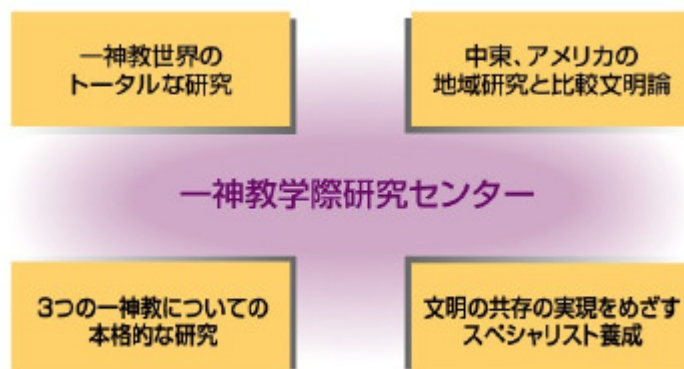 一神教世界の
トータルな研究
中東、アメリカの
地域研究と比較文明論
一神教学際研究センター
3つの一神教についての
本格的な研究
文明の共存の実現をめざす
スペシャリスト養成